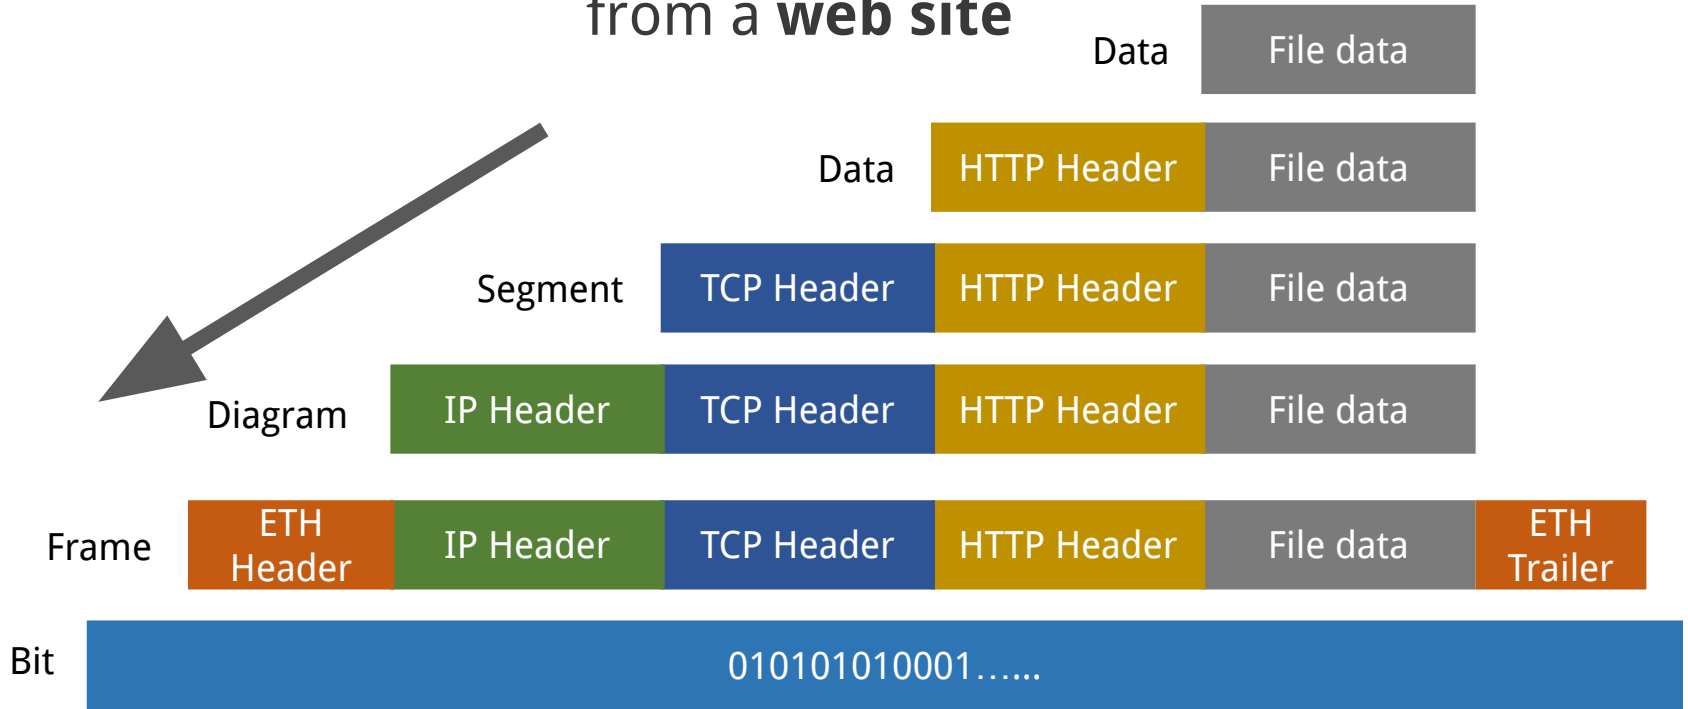 from a web site
Data File data
Data HTTP Header File data
Segment TCP Header HTTP Header File data
Diagram IP Header TCP Header HTTP Header File data
Frame ETH Header IP Header TCP Header HTTP Header File data ETH Trailer
Bit 010101010001…...